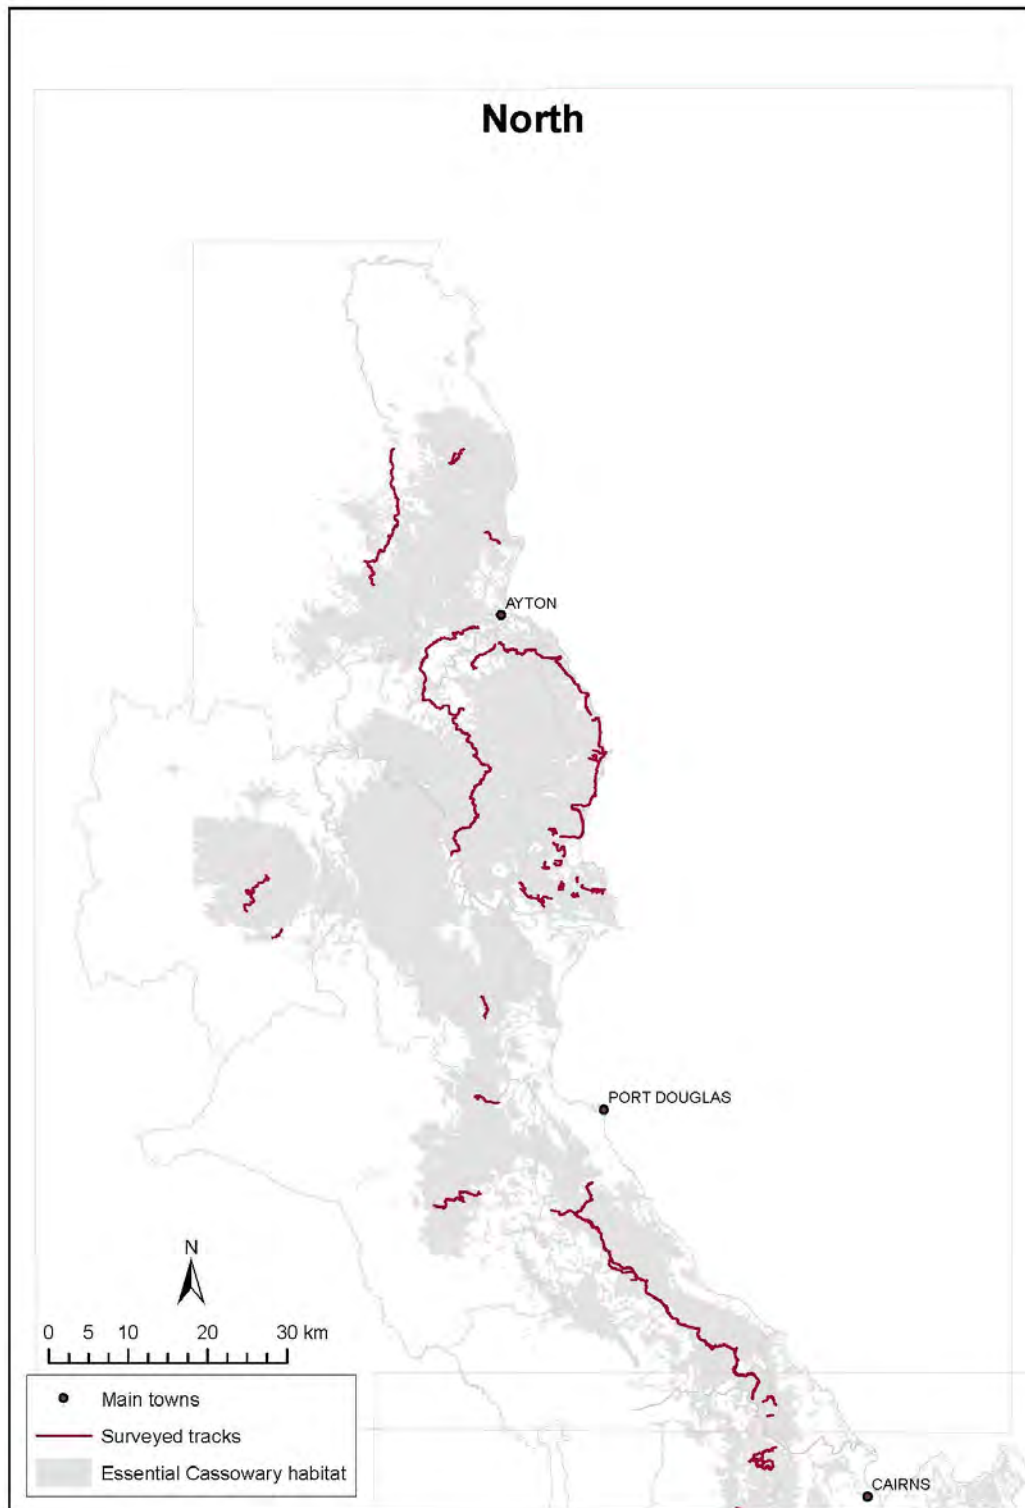 North
AYTON
PORT DOUGLAS
N
0 5 10 20 30 km
Main towns
Surveyed tracks
Essential Cassowary habitat
CAIRNS